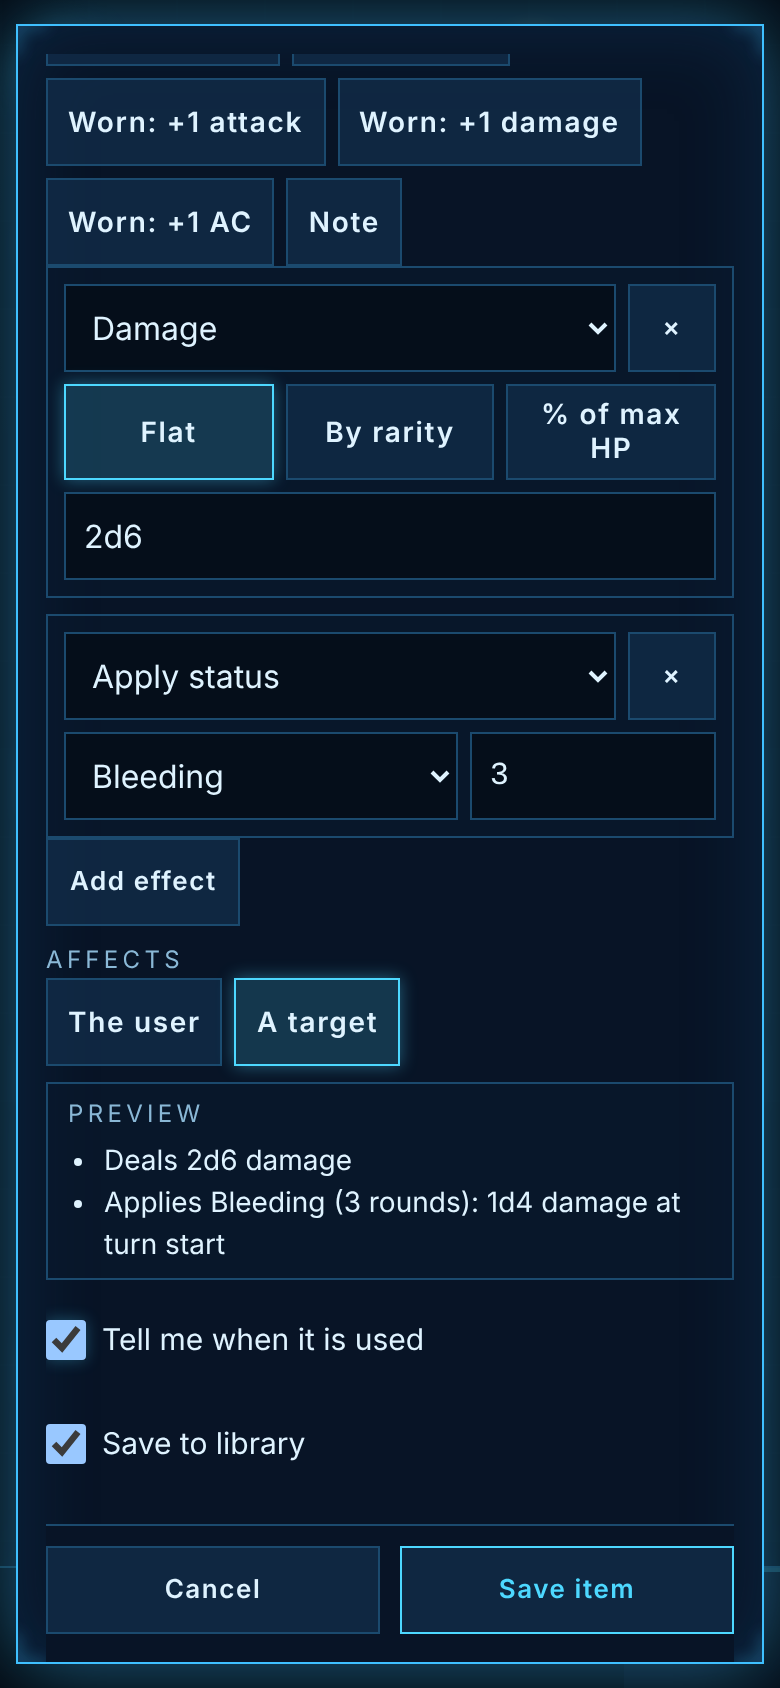 Worn: +1 attack
Worn: +1 damage
Worn: +1 AC
Note
Damage
×
Flat
By rarity
% of max
HP
2d6
Apply status
×
Bleeding
3
Add effect
AFFECTS
The user
A target
PREVIEW
• Deals 2d6 damage
• Applies Bleeding (3 rounds): 1d4 damage at
turn start
Tell me when it is used
Save to library
Cancel
Save item